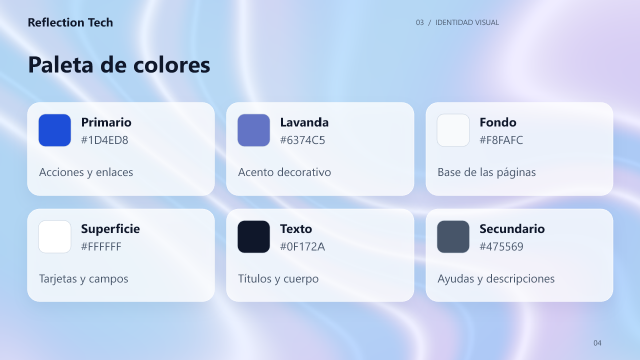 Reflection Tech
03 / IDENTIDAD VISUAL
Paleta de colores
Primario
#1D4ED8
Acciones y enlaces
Lavanda
#6374C5
Acento decorativo
Fondo
#F8FAFC
Base de las páginas
Superficie
#FFFFFF
Tarjetas y campos
Texto
#0F172A
Títulos y cuerpo
Secundario
#475569
Ayudas y descripciones
04